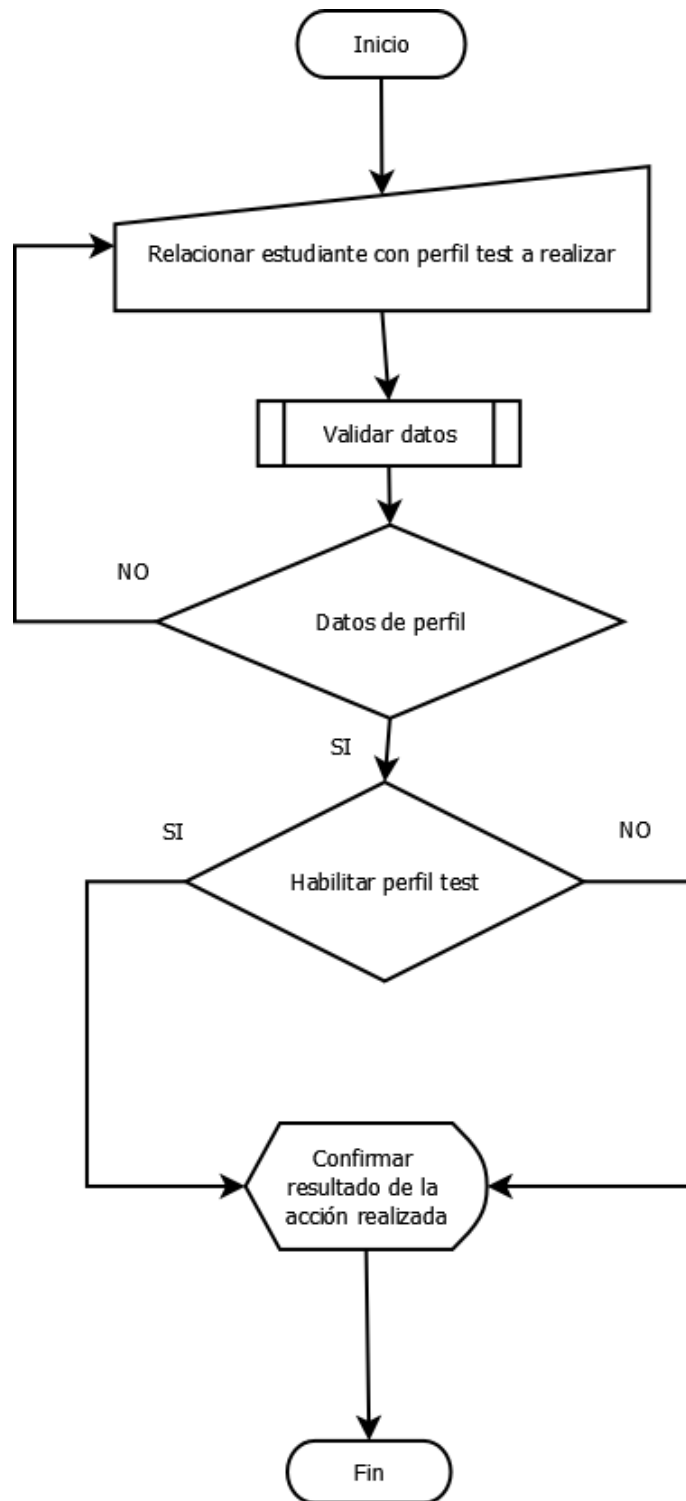 Inicio
Relacionar estudiante con perfil test a realizar
Validar datos
NO
Datos de perfil
SI
SI
NO
Habilitar perfil test
Confirmar
resultado de la
acción realizada
Fin